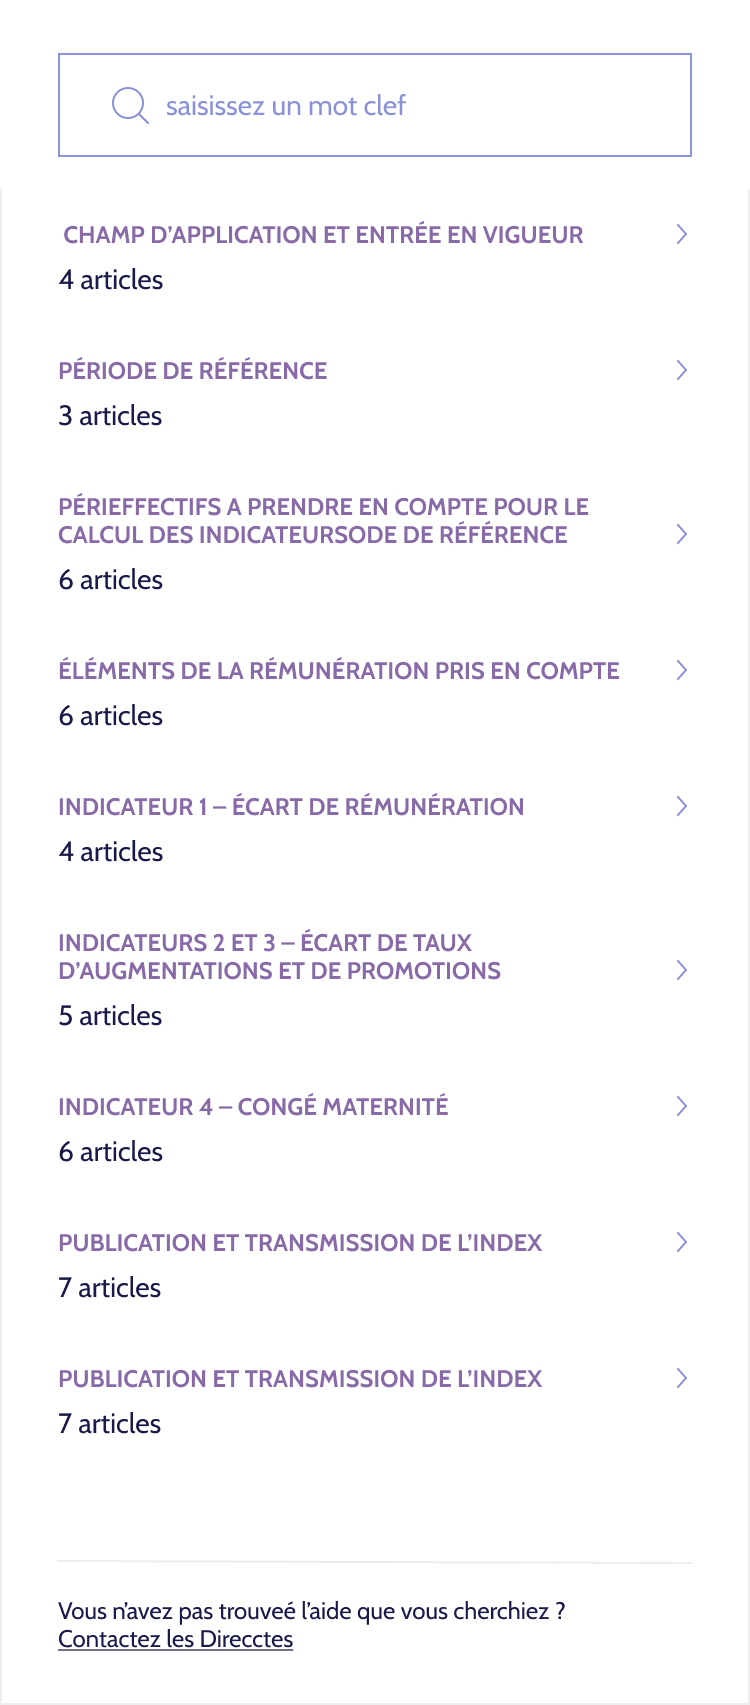 saisissez un mot clef
CHAMP D’APPLICATION ET ENTRÉE EN VIGUEUR
4 articles
PÉRIODE DE RÉFÉRENCE
3 articles
PÉRIEFFECTIFS A PRENDRE EN COMPTE POUR LE
CALCUL DES INDICATEURSODE DE RÉFÉRENCE
6 articles
ÉLÉMENTS DE LA RÉMUNÉRATION PRIS EN COMPTE
6 articles
INDICATEUR 1 – ÉCART DE RÉMUNÉRATION
4 articles
INDICATEURS 2 ET 3 – ÉCART DE TAUX
D’AUGMENTATIONS ET DE PROMOTIONS
5 articles
INDICATEUR 4 – CONGÉ MATERNITÉ
6 articles
PUBLICATION ET TRANSMISSION DE L’INDEX
7 articles
PUBLICATION ET TRANSMISSION DE L’INDEX
7 articles
Vous n’avez pas trouveé l’aide que vous cherchiez ?
Contactez les Direcctes